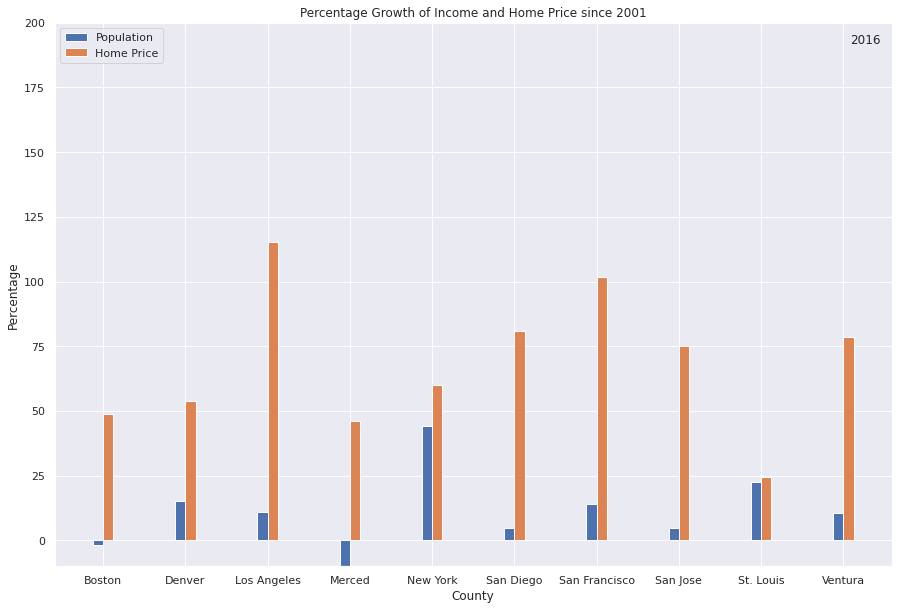 Percentage Growth of Income and Home Price since 2001
200
Population
Home Price
2016
175
150
125
100
75
50
25
0
Percentage
Boston Denver Los Angeles Merced New York San Diego San Francisco San Jose St. Louis Ventura
County